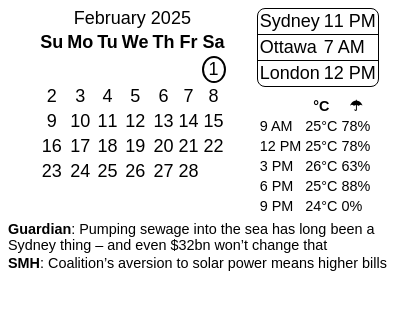 February 2025
Su Mo Tu We Th Fr Sa
1
2 3 4 5 6 7 8
9 10 11 12 13 14 15
16 17 18 19 20 21 22
23 24 25 26 27 28
Sydney 11 PM
Ottawa 7 AM
London 12 PM
°C ☂
9 AM 25°C 78%
12 PM 25°C 78%
3 PM 26°C 63%
6 PM 25°C 88%
9 PM 24°C 0%
Guardian: Pumping sewage into the sea has long been a
Sydney thing – and even $32bn won’t change that
SMH: Coalition’s aversion to solar power means higher bills